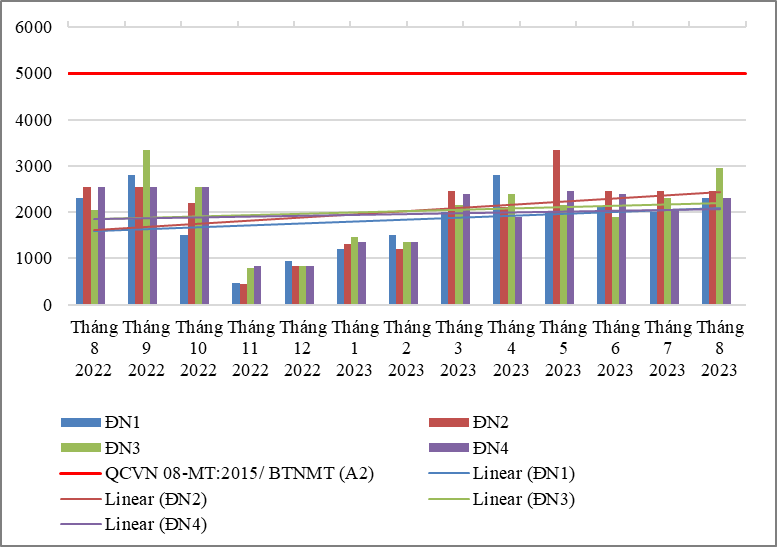 6000
5000
4000
3000
2000
1000
0
Tháng Tháng Tháng Tháng Tháng Tháng Tháng Tháng Tháng Tháng Tháng Tháng Tháng
8 9 10 11 12 1 2 3 4 5 6 7 8
2022 2022 2022 2022 2022 2023 2023 2023 2023 2023 2023 2023 2023
ĐN1 ĐN2
ĐN3 ĐN4
QCVN 08-MT:2015/ BTNMT (A2) Linear (ĐN1)
Linear (ĐN2) Linear (ĐN3)
Linear (ĐN4)